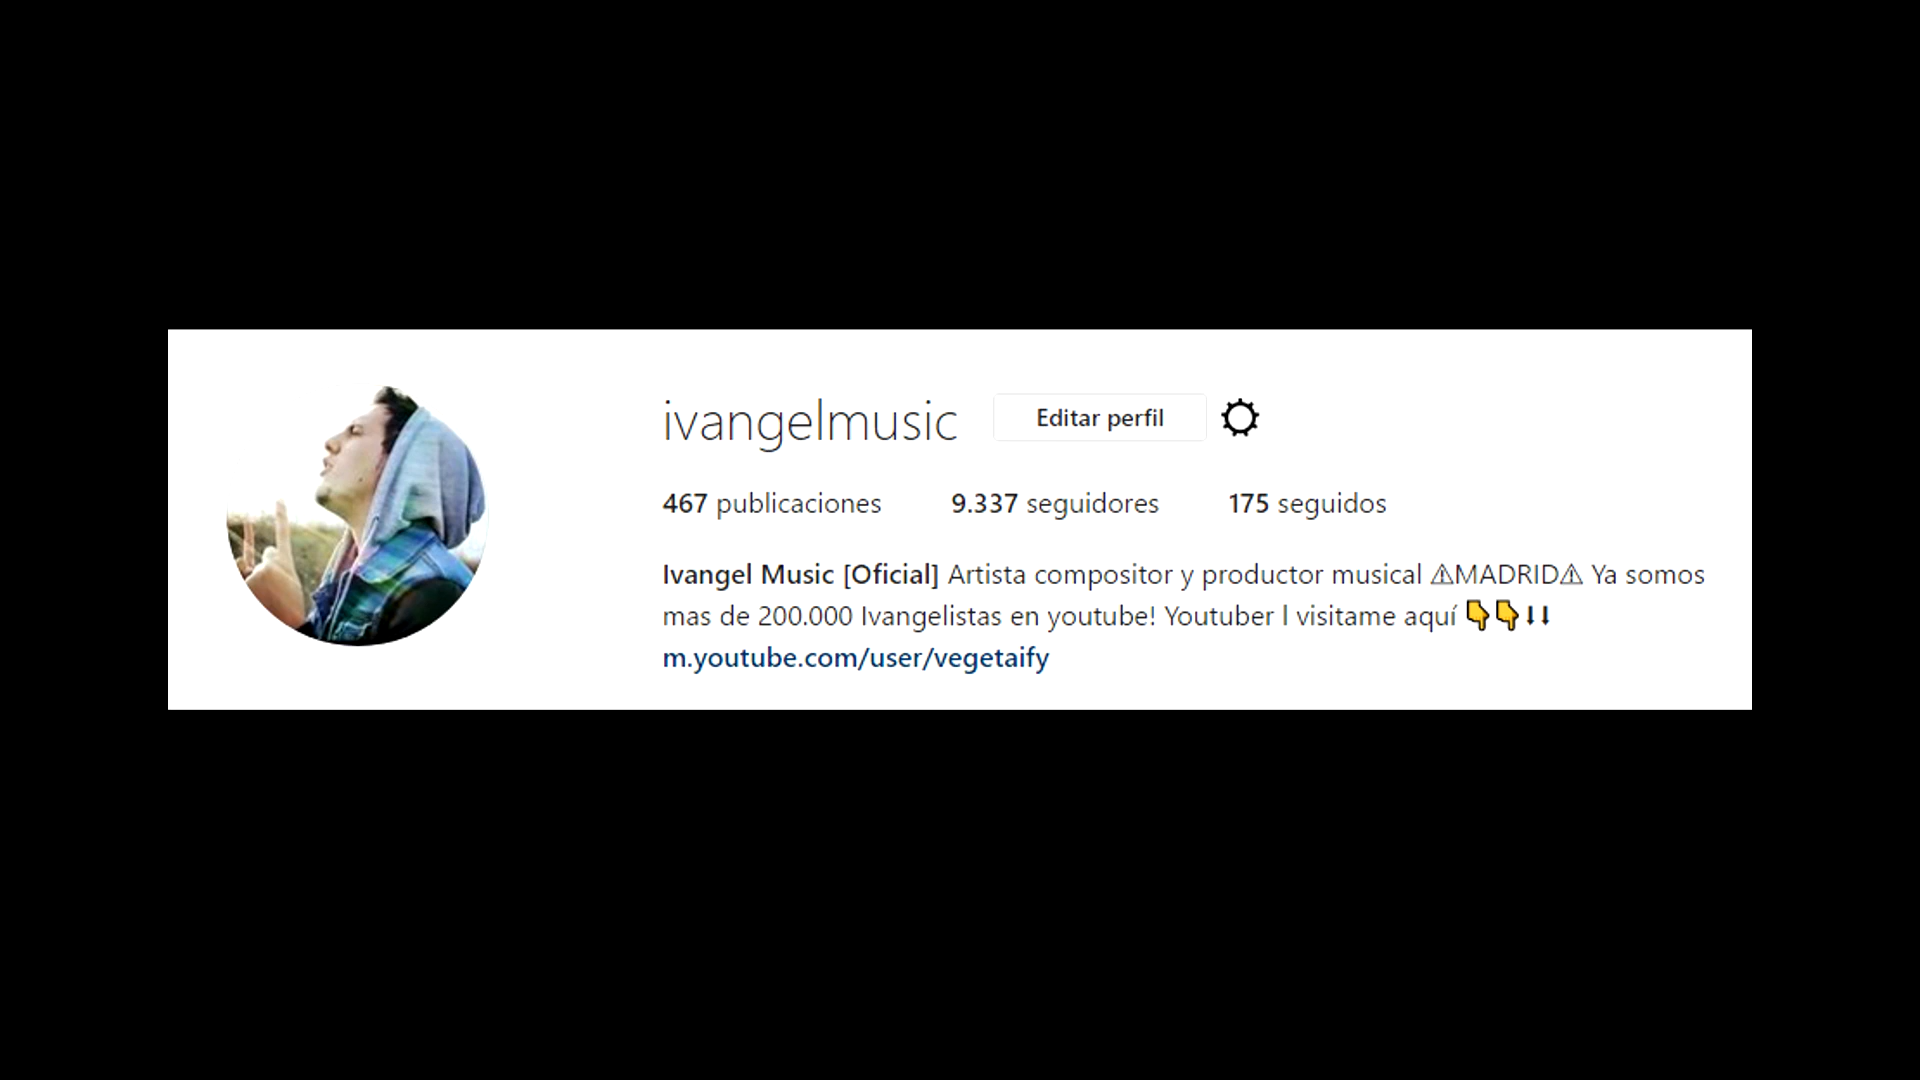 ivangelmusic Editar perfil
467 publicaciones 9.337 seguidores 175 seguidos
Ivangel Music [Oficial] Artista compositor y productor musical ⚠MADRID⚠ Ya somos
mas de 200.000 Ivangelistas en youtube! Youtuber l visitame aquí 👇👇⬇⬇
m.youtube.com/user/vegetaify